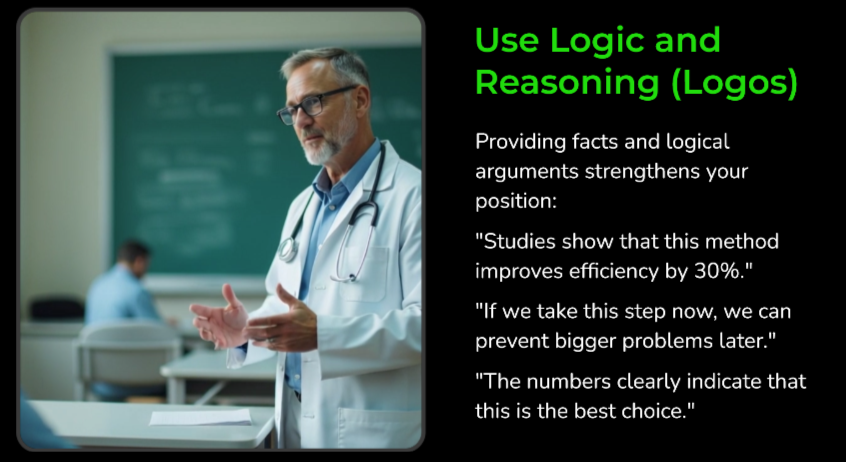 Use Logic and
Reasoning (Logos)
Providing facts and logical
arguments strengthens your
position:
"Studies show that this method
improves efficiency by 30%."
"If we take this step now, we can
prevent bigger problems later."
"The numbers clearly indicate that
this is the best choice."